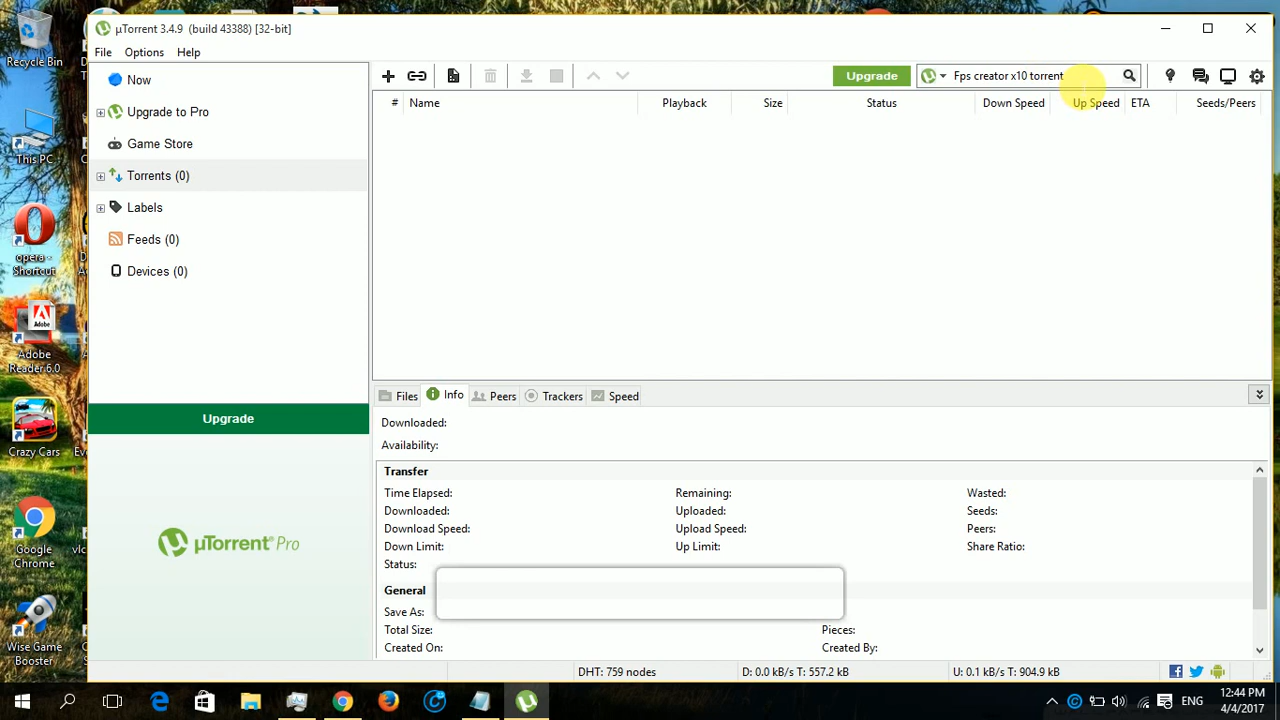 µTorrent 3.4.9 (build 43388) [32-bit]
File Options Help
Recycle Bin
Now
Upgrade to Pro
Game Store
Torrents (0)
Labels
Feeds (0)
Devices (0)
Upgrade
Fps creator x10 torrent
# Name Playback Size Status Down Speed Up Speed ETA Seeds/Peers
This PC
opera - Shortcut
Adobe
Adobe Reader 6.0
Crazy Cars
Google Chrome
vlc
Wise Game Booster
Upgrade
µTorrent Pro
Files Info Peers Trackers Speed
Downloaded:
Availability:
Transfer
Time Elapsed: Remaining: Wasted:
Downloaded: Uploaded: Seeds:
Download Speed: Upload Speed: Peers:
Down Limit: Up Limit: Share Ratio:
Status:
General
Save As:
Total Size: Pieces:
Created On: Created By:
DHT: 759 nodes D: 0.0 kB/s T: 557.2 kB U: 0.1 kB/s T: 904.9 kB
ENG
12:44 PM
4/4/2017